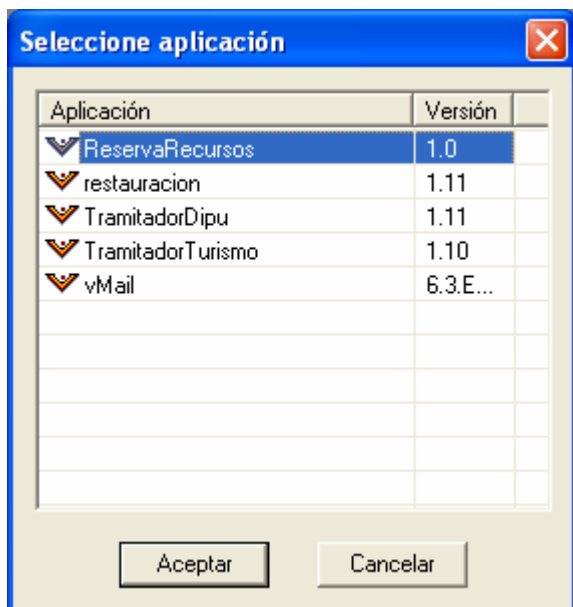 Seleccione aplicación
Aplicación Versión
ReservaRecursos 1.0
restauracion 1.11
TramitadorDipu 1.11
TramitadorTurismo 1.10
vMail 6.3.E...
Aceptar Cancelar